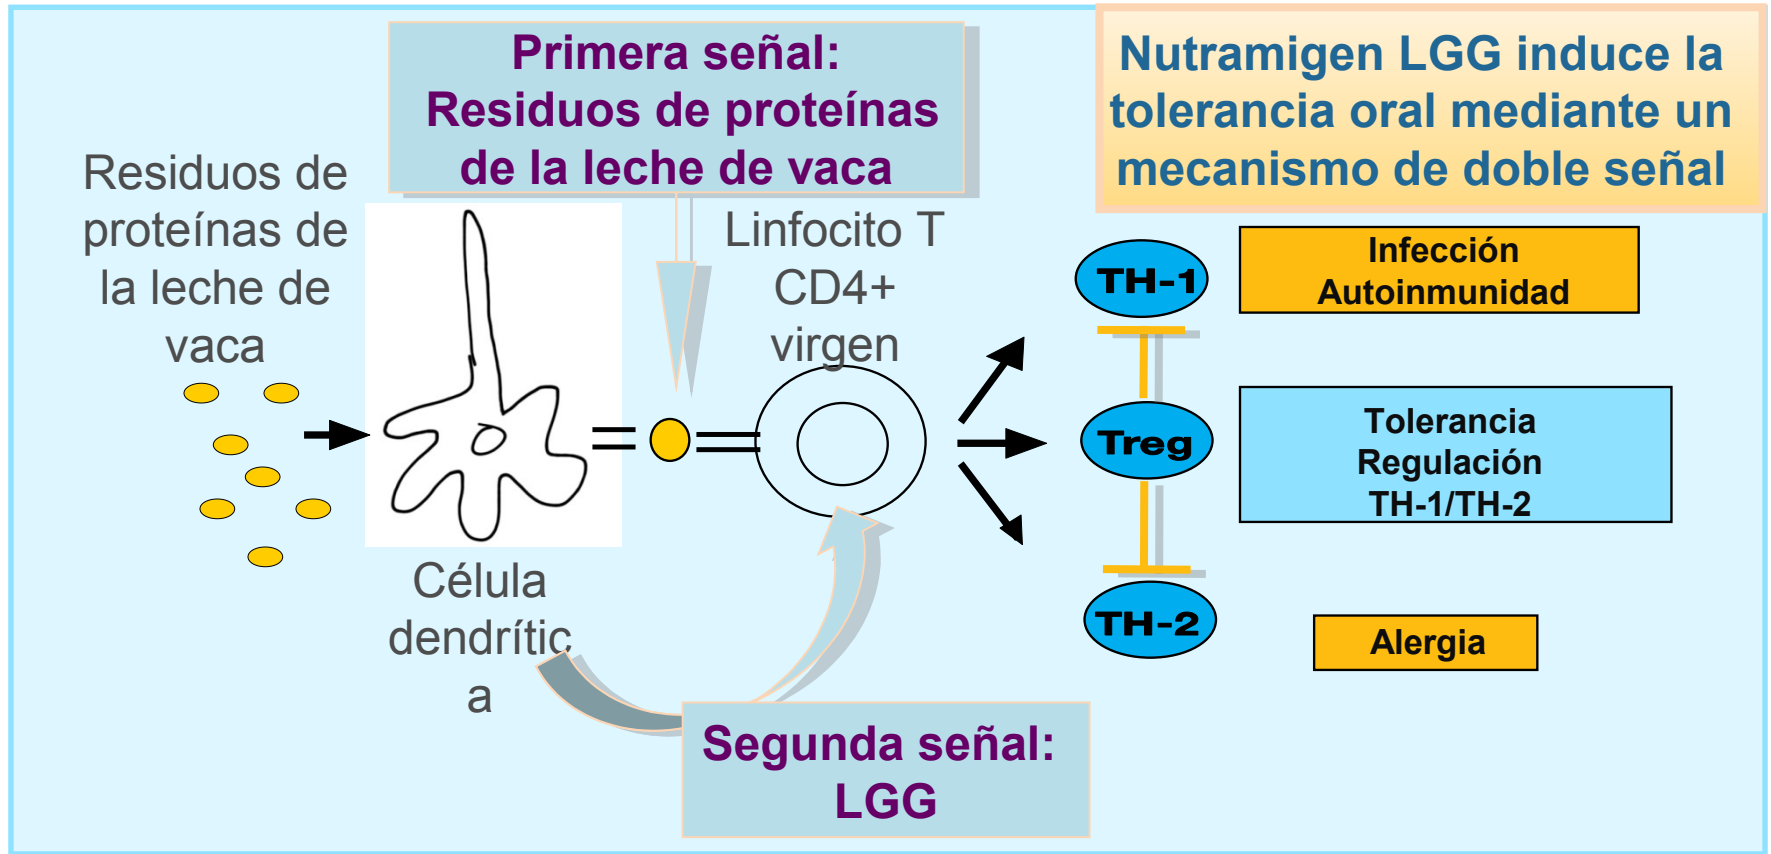 Primera señal:
Residuos de proteínas
de la leche de vaca
Nutramigen LGG induce la
tolerancia oral mediante un
mecanismo de doble señal
Residuos de
proteínas de
la leche de
vaca
Linfocito T
CD4+
virgen
TH-1
Infección
Autoinmunidad
Treg
Tolerancia
Regulación
TH-1/TH-2
TH-2
Alergia
Célula
dendrític
a
Segunda señal:
LGG